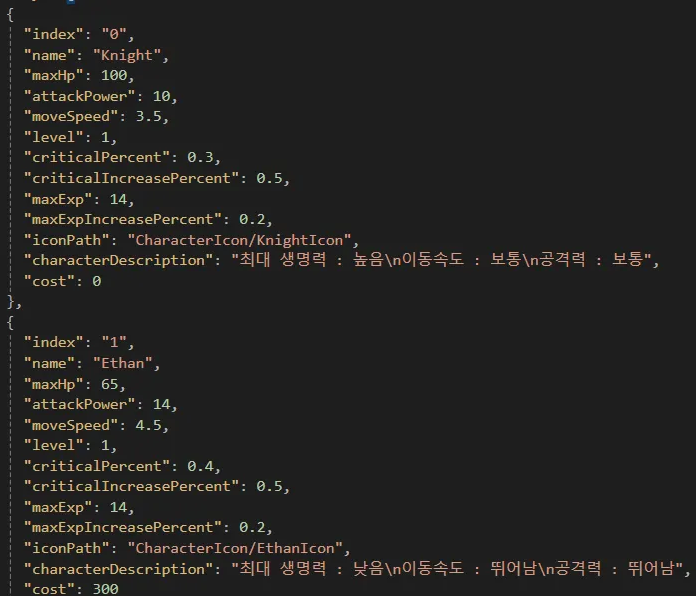 {
"index": "0",
"name": "Knight",
"maxHp": 100,
"attackPower": 10,
"moveSpeed": 3.5,
"level": 1,
"criticalPercent": 0.3,
"criticalIncreasePercent": 0.5,
"maxExp": 14,
"maxExpIncreasePercent": 0.2,
"iconPath": "CharacterIcon/KnightIcon",
"characterDescription": "최대 생명력 : 높음\n이동속도 : 보통\n공격력 : 보통",
"cost": 0
},
{
"index": "1",
"name": "Ethan",
"maxHp": 65,
"attackPower": 14,
"moveSpeed": 4.5,
"level": 1,
"criticalPercent": 0.4,
"criticalIncreasePercent": 0.5,
"maxExp": 14,
"maxExpIncreasePercent": 0.2,
"iconPath": "CharacterIcon/EthanIcon",
"characterDescription": "최대 생명력 : 낮음\n이동속도 : 뛰어남\n공격력 : 뛰어남",
"cost": 300